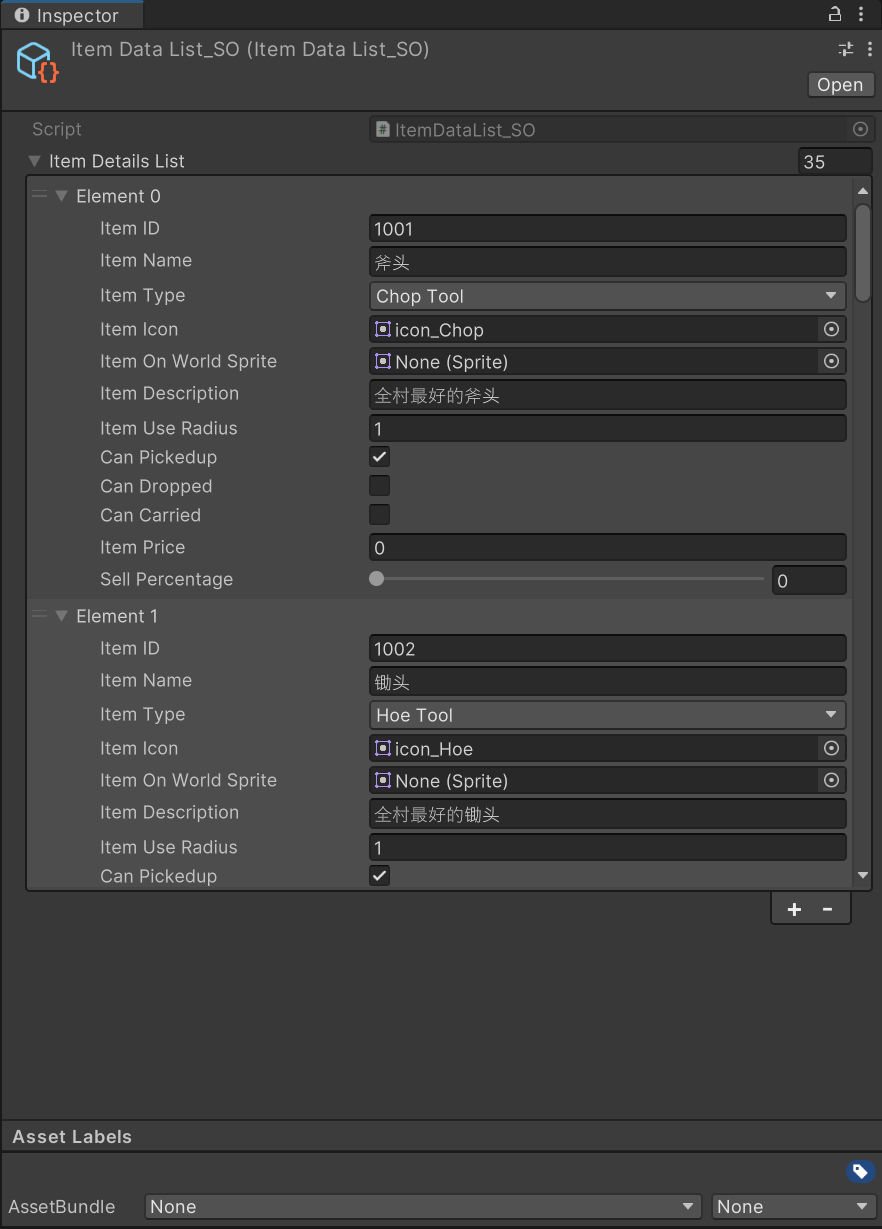 Inspector
Item Data List_SO (Item Data List_SO)
Open
Script ItemDataList_SO
Item Details List 35
Element 0
Item ID 1001
Item Name 斧头
Item Type Chop Tool
Item Icon icon_Chop
Item On World Sprite None (Sprite)
Item Description 全村最好的斧头
Item Use Radius 1
Can Pickedup
Can Dropped
Can Carried
Item Price 0
Sell Percentage 0
Element 1
Item ID 1002
Item Name 锄头
Item Type Hoe Tool
Item Icon icon_Hoe
Item On World Sprite None (Sprite)
Item Description 全村最好的锄头
Item Use Radius 1
Can Pickedup
Asset Labels
AssetBundle None None